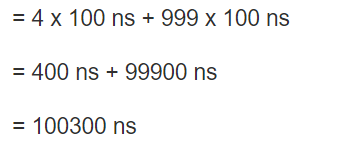 = 4 x 100 ns + 999 x 100 ns
= 400 ns + 99900 ns
= 100300 ns